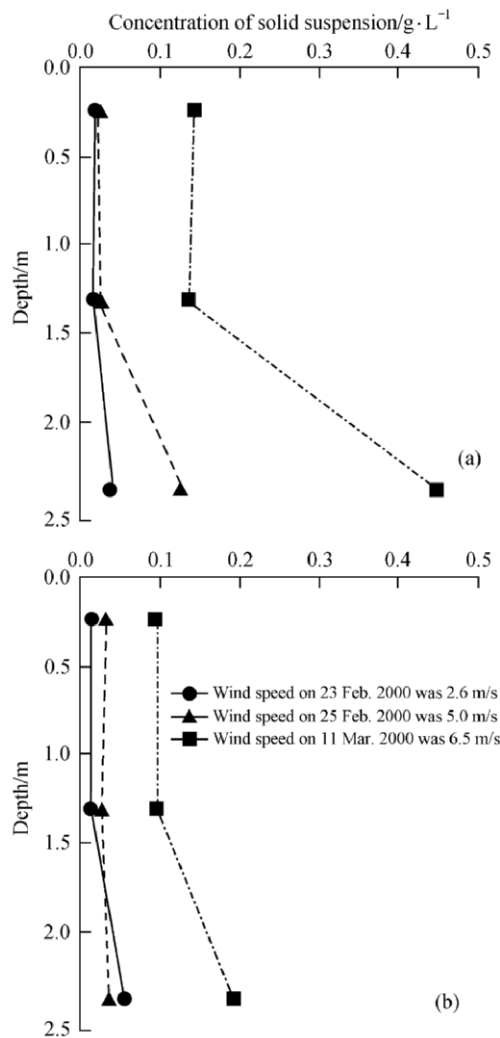 Concentration of solid suspension/g·L⁻¹
0.0 0.1 0.2 0.3 0.4 0.5
0.0
0.5
1.0
1.5
2.0
2.5
Depth/m
(a)
0.0 0.1 0.2 0.3 0.4 0.5
0.0
0.5
1.0
1.5
2.0
2.5
Depth/m
Wind speed on 23 Feb. 2000 was 2.6 m/s
Wind speed on 25 Feb. 2000 was 5.0 m/s
Wind speed on 11 Mar. 2000 was 6.5 m/s
(b)